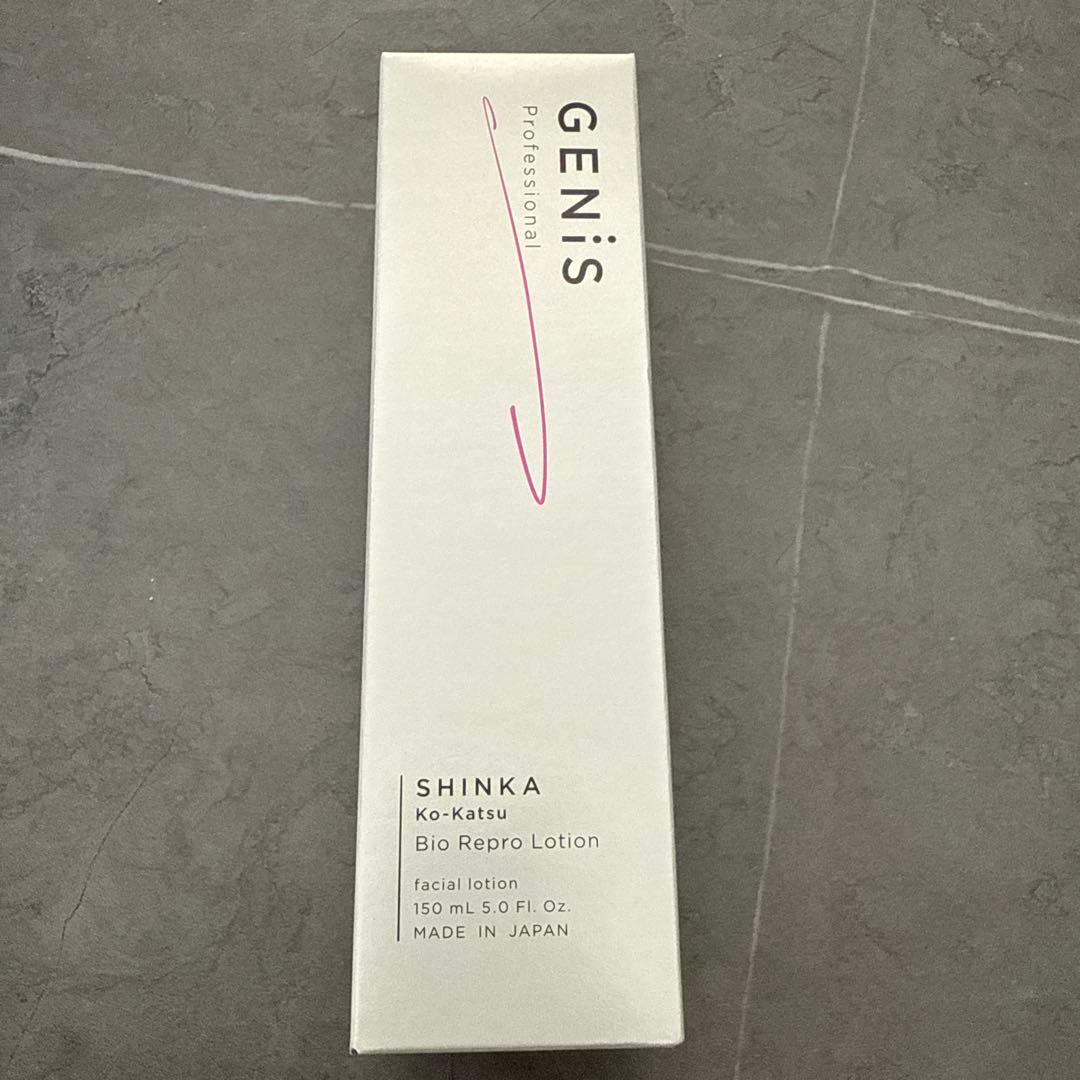 GENiS
Professional
SHINKA
Ko-Katsu
Bio Repro Lotion
facial lotion
150 mL 5.0 Fl. Oz.
MADE IN JAPAN